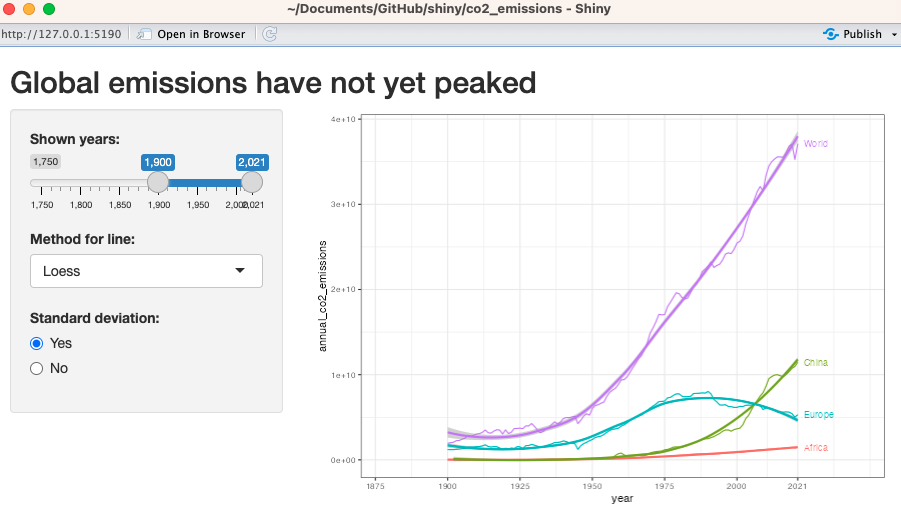 ~/Documents/GitHub/shiny/co2_emissions - Shiny
http://127.0.0.1:5190 Open in Browser Publish
Global emissions have not yet peaked
Shown years:
1,750 1,900 2,021
1,750 1,800 1,850 1,900 1,950 2,000 2,021
Method for line:
Loess
Standard deviation:
Yes
No
annual_co2_emissions
4e+10
3e+10
2e+10
1e+10
0e+00
World
China
Europe
Africa
1875 1900 1925 1950 1975 2000 2021
year